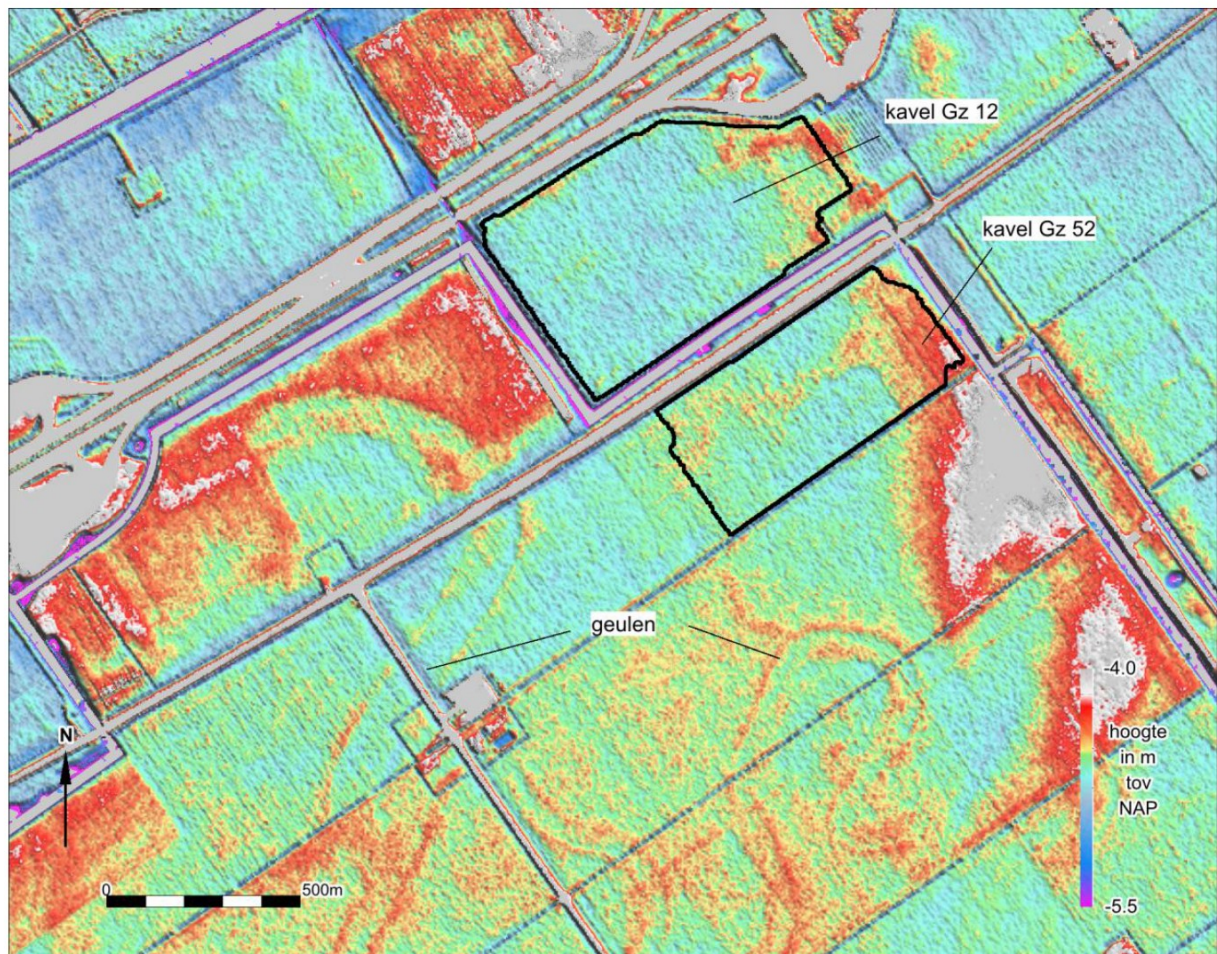 kavel Gz 12
kavel Gz 52
geulen
-4.0
hoogte
in m
tov
NAP
-5.5
N
0
500m